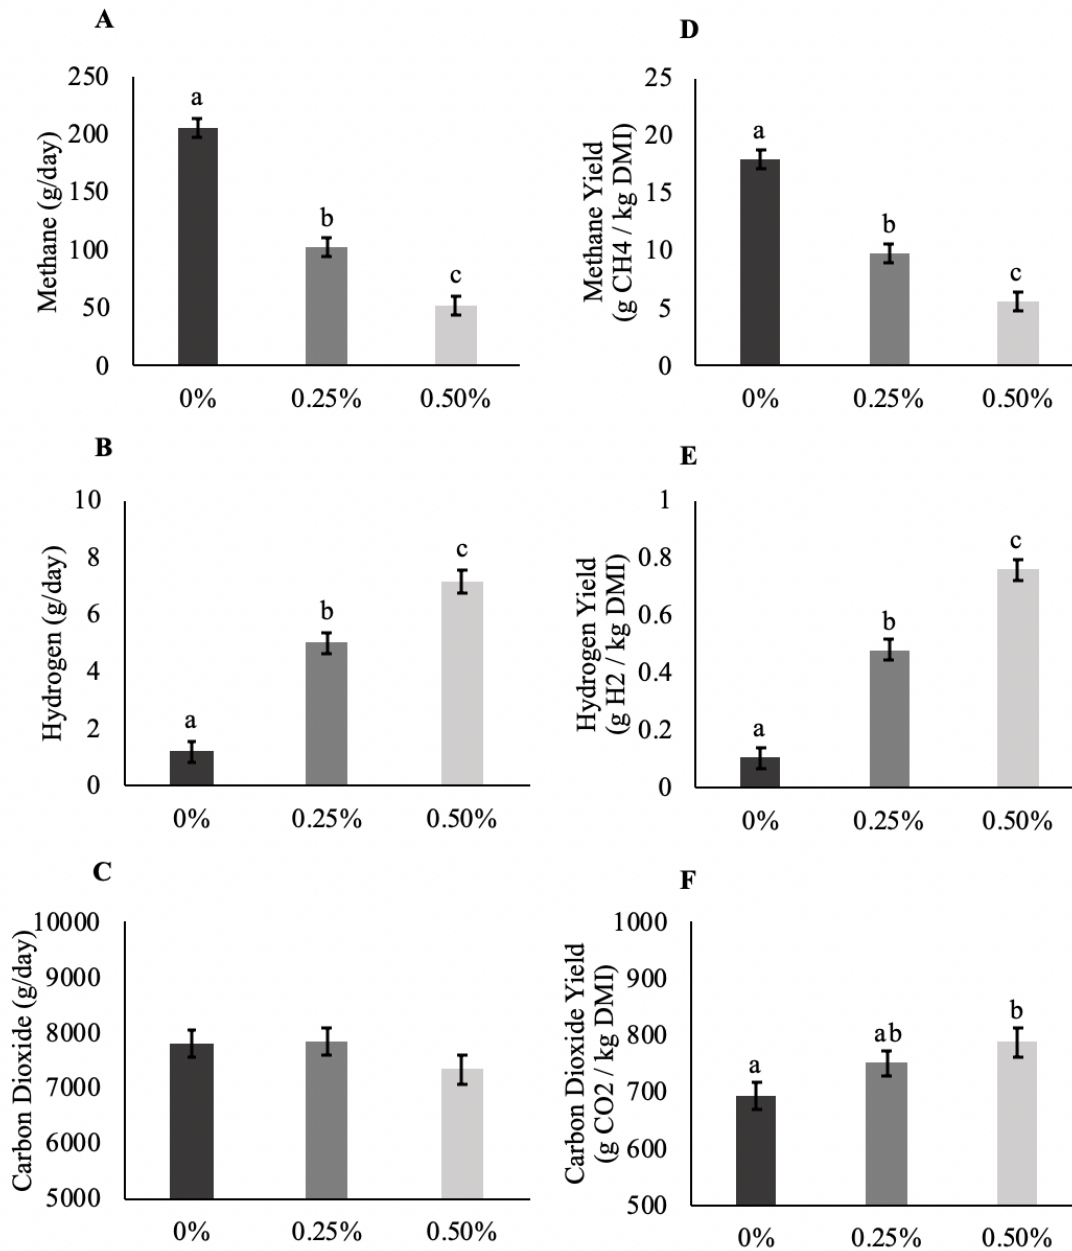 A
Methane (g/day)
250
200
150
100
50
0
a
b
c
0% 0.25% 0.50%
D
Methane Yield
(g CH4 / kg DMI)
25
20
15
10
5
0
a
b
c
0% 0.25% 0.50%
B
Hydrogen (g/day)
10
8
6
4
2
0
a
b
c
0% 0.25% 0.50%
E
Hydrogen Yield
(g H2 / kg DMI)
1
0.8
0.6
0.4
0.2
0
a
b
c
0% 0.25% 0.50%
C
Carbon Dioxide (g/day)
10000
9000
8000
7000
6000
5000
0% 0.25% 0.50%
F
Carbon Dioxide Yield
(g CO2 / kg DMI)
1000
900
800
700
600
500
a
ab
b
0% 0.25% 0.50%